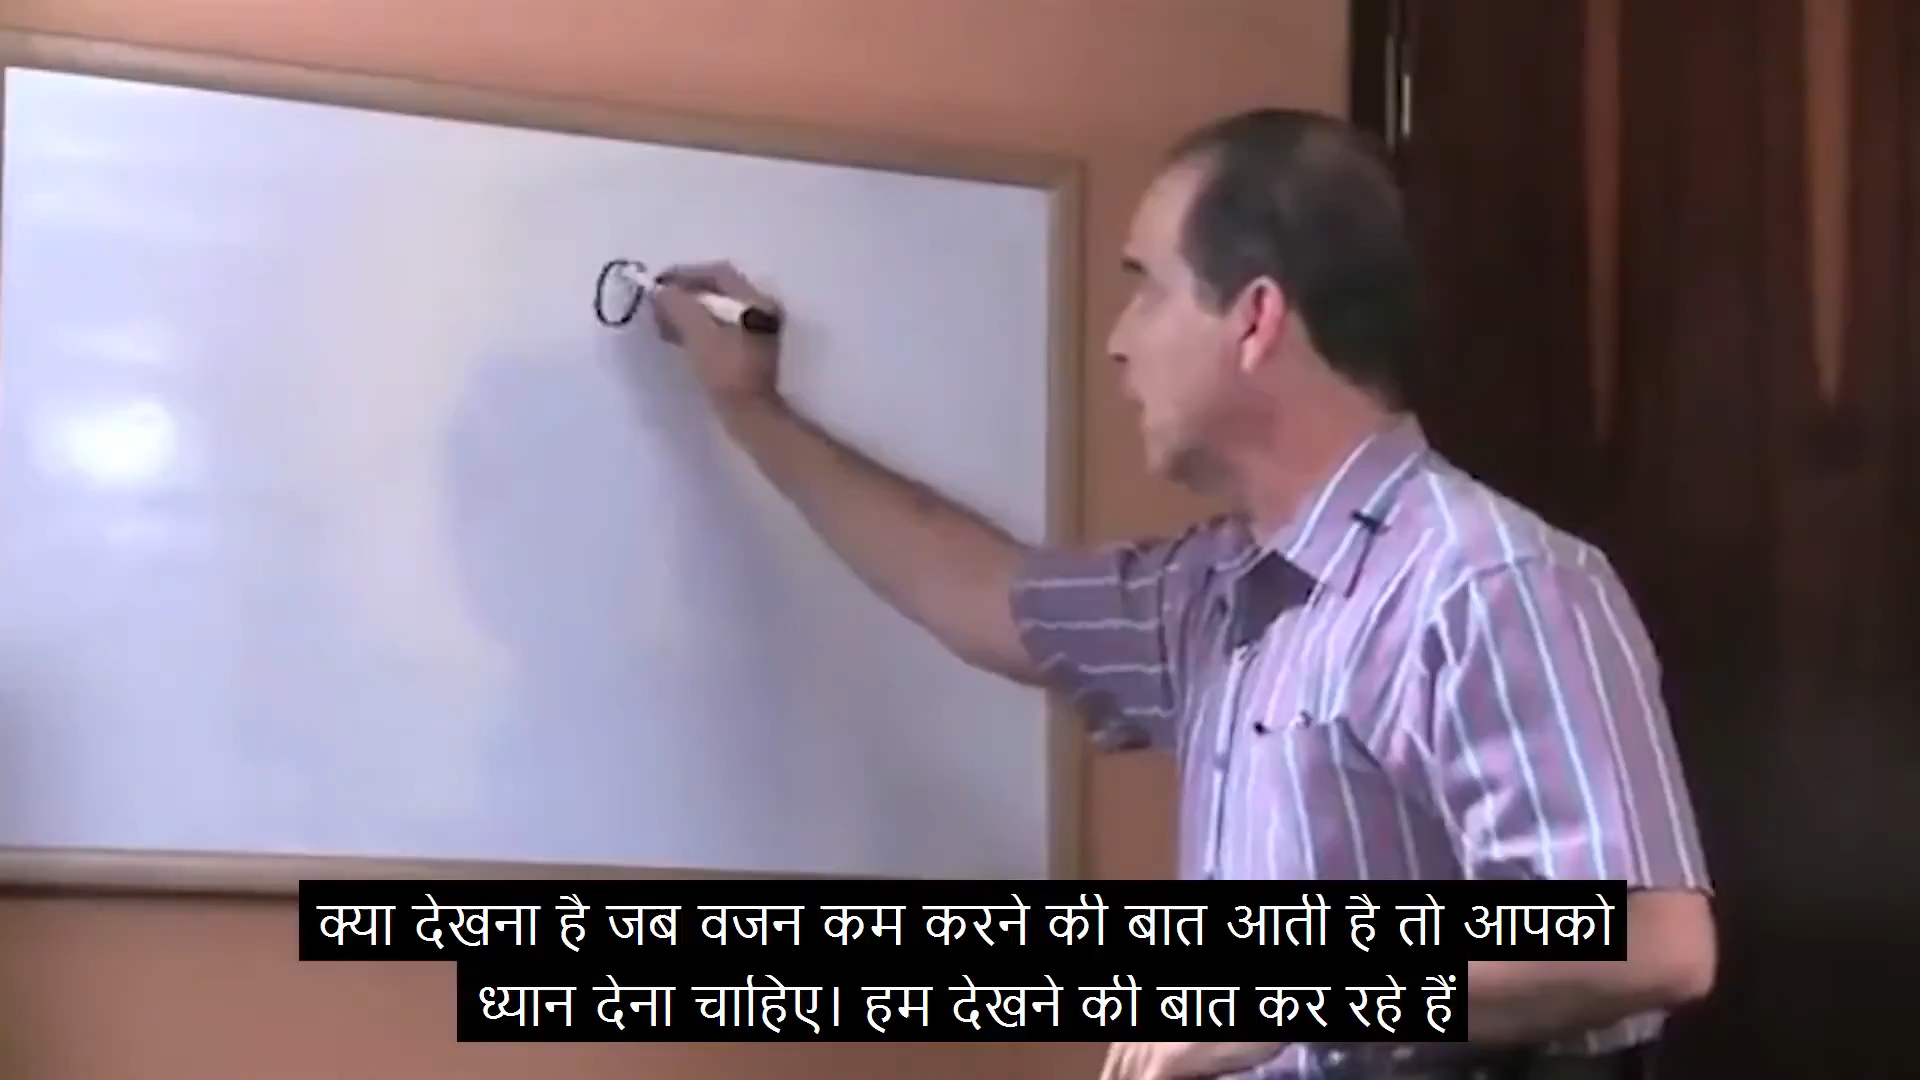 क्या देखना है जब वजन कम करने की बात आती है तो आपको
ध्यान देना चाहिए। हम देखने की बात कर रहे हैं